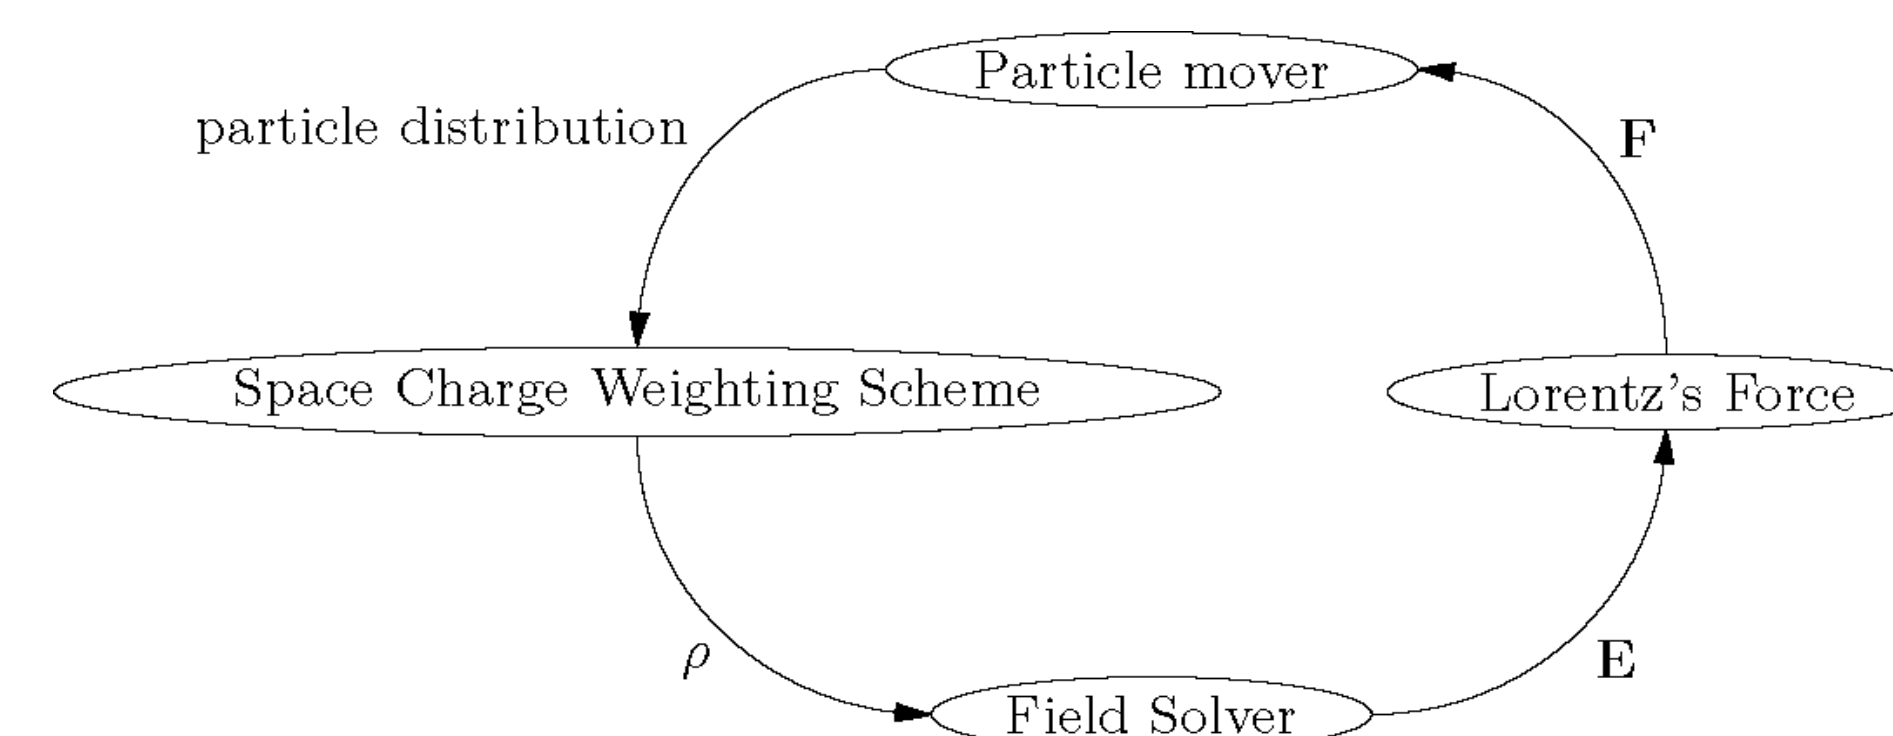 Particle mover
particle distribution
F
Space Charge Weighting Scheme
Lorentz's Force
ρ
E
Field Solver